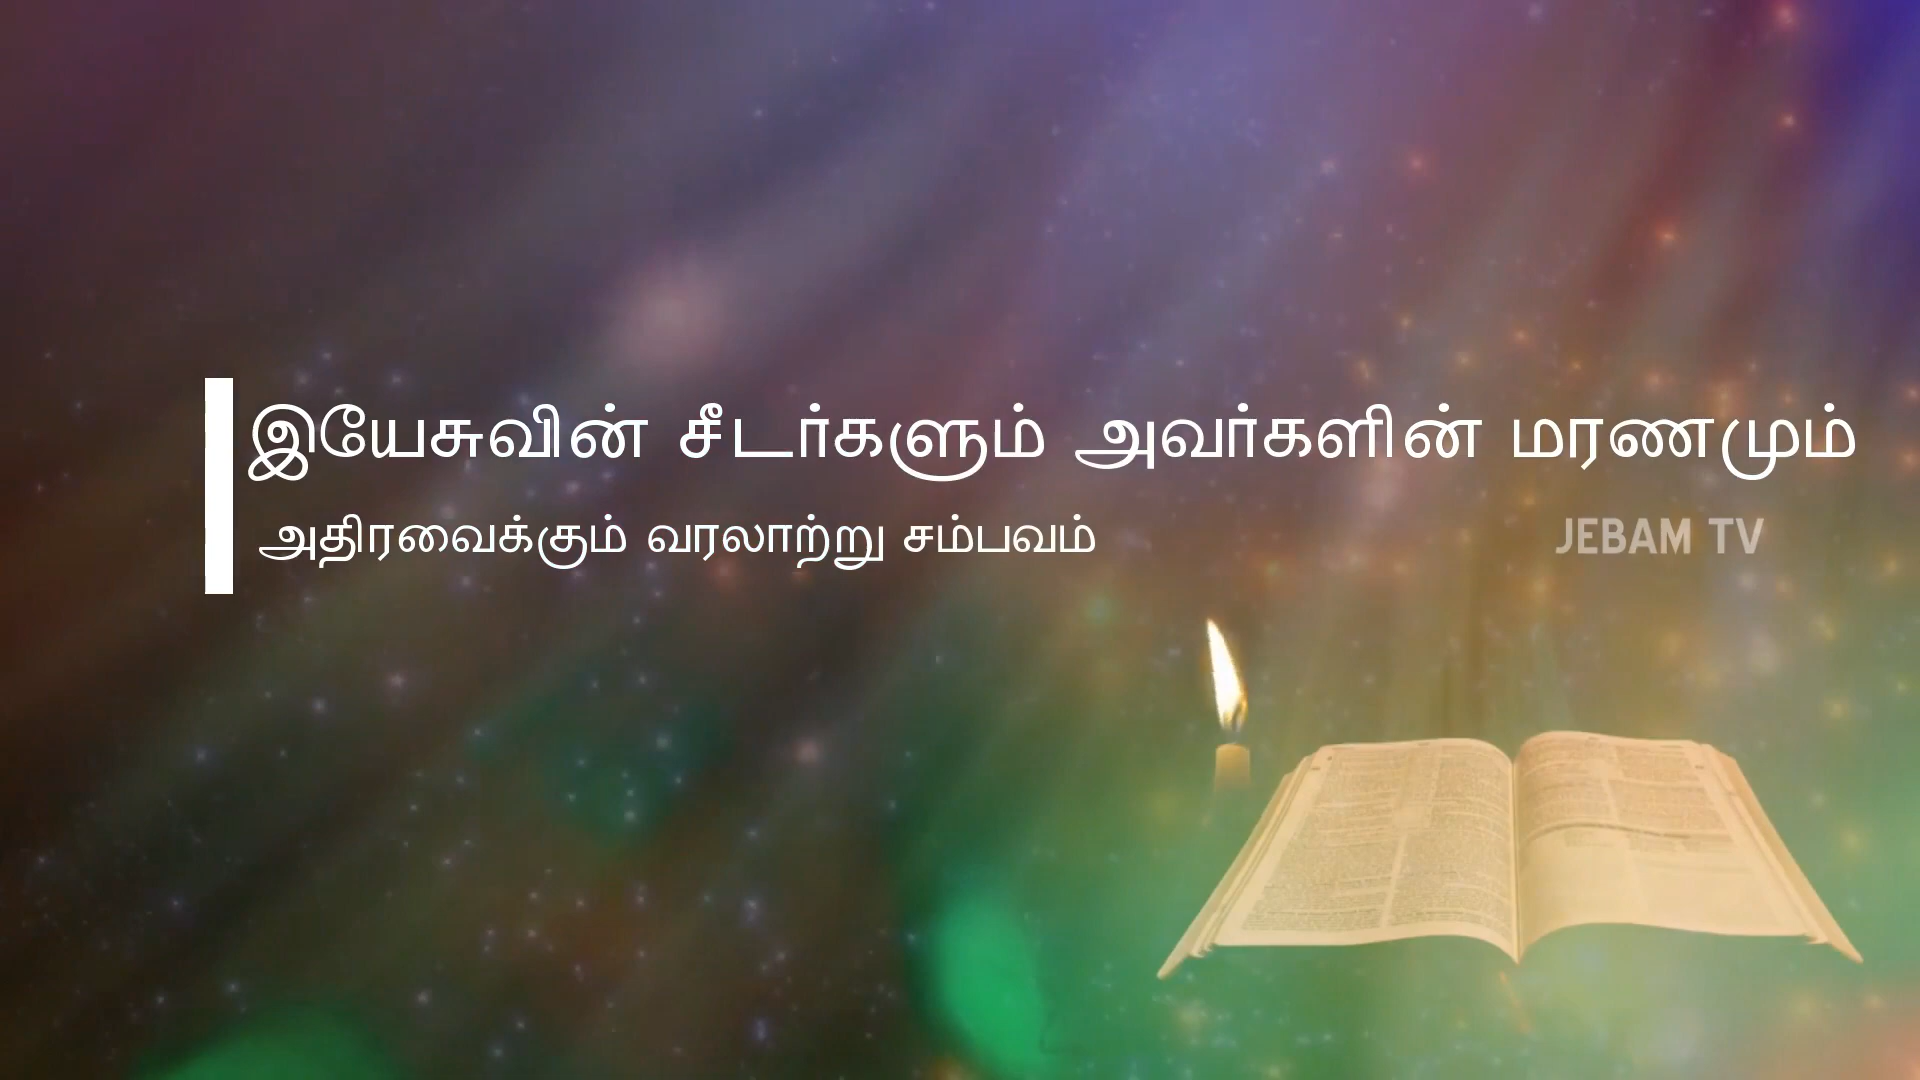 இயேசுவின் சீடர்களும் அவர்களின் மரணமும்
அதிரவைக்கும் வரலாற்று சம்பவம்
JEBAM TV